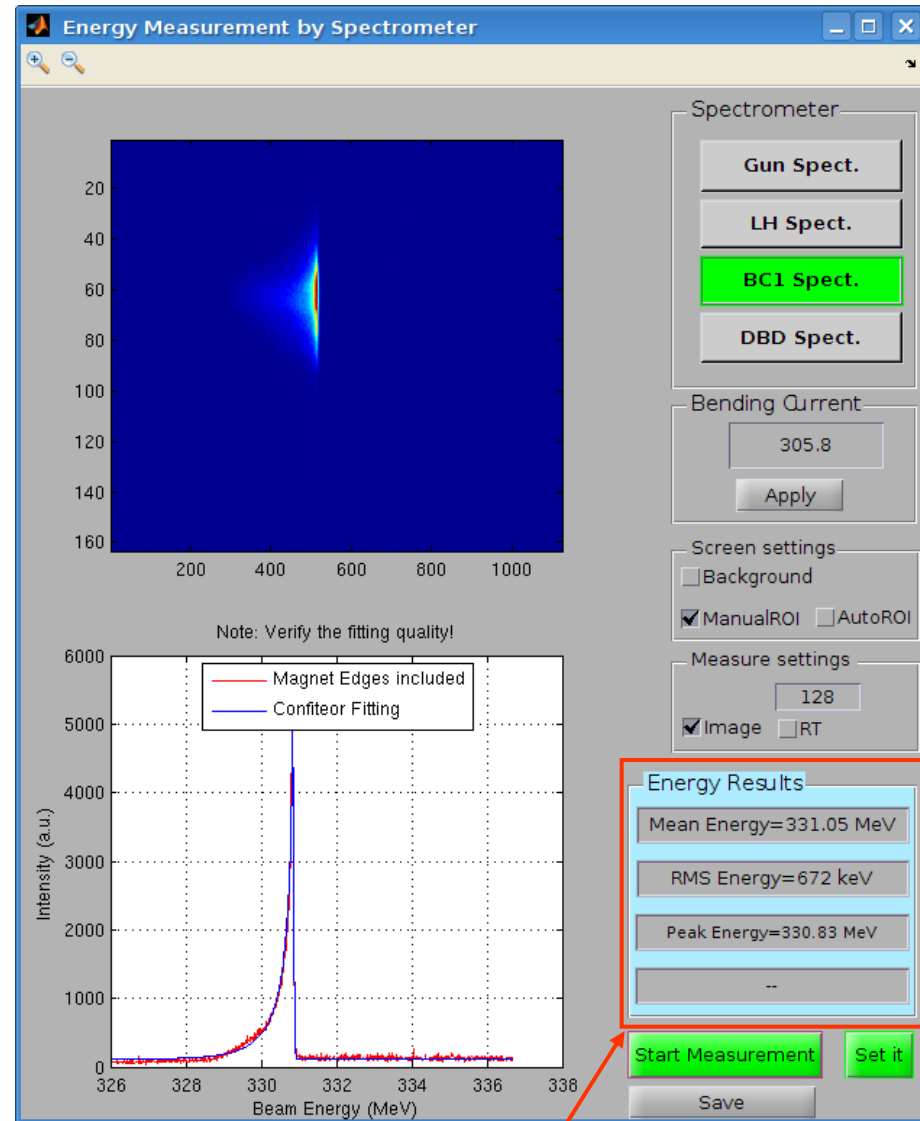 Energy Measurement by Spectrometer
20
40
60
80
100
120
140
160
200 400 600 800 1000
Note: Verify the fitting quality!
6000
5000
4000
3000
2000
1000
0
Intensity (a.u.)
Magnet Edges included
Confiteor Fitting
326 328 330 332 334 336 338
Beam Energy (MeV)
Spectrometer
Gun Spect.
LH Spect.
BC1 Spect.
DBD Spect.
Bending Current
305.8
Apply
Screen settings
Background
ManualROI AutoROI
Measure settings
128
Image RT
Energy Results
Mean Energy=331.05 MeV
RMS Energy=672 keV
Peak Energy=330.83 MeV
--
Start Measurement Set it
Save